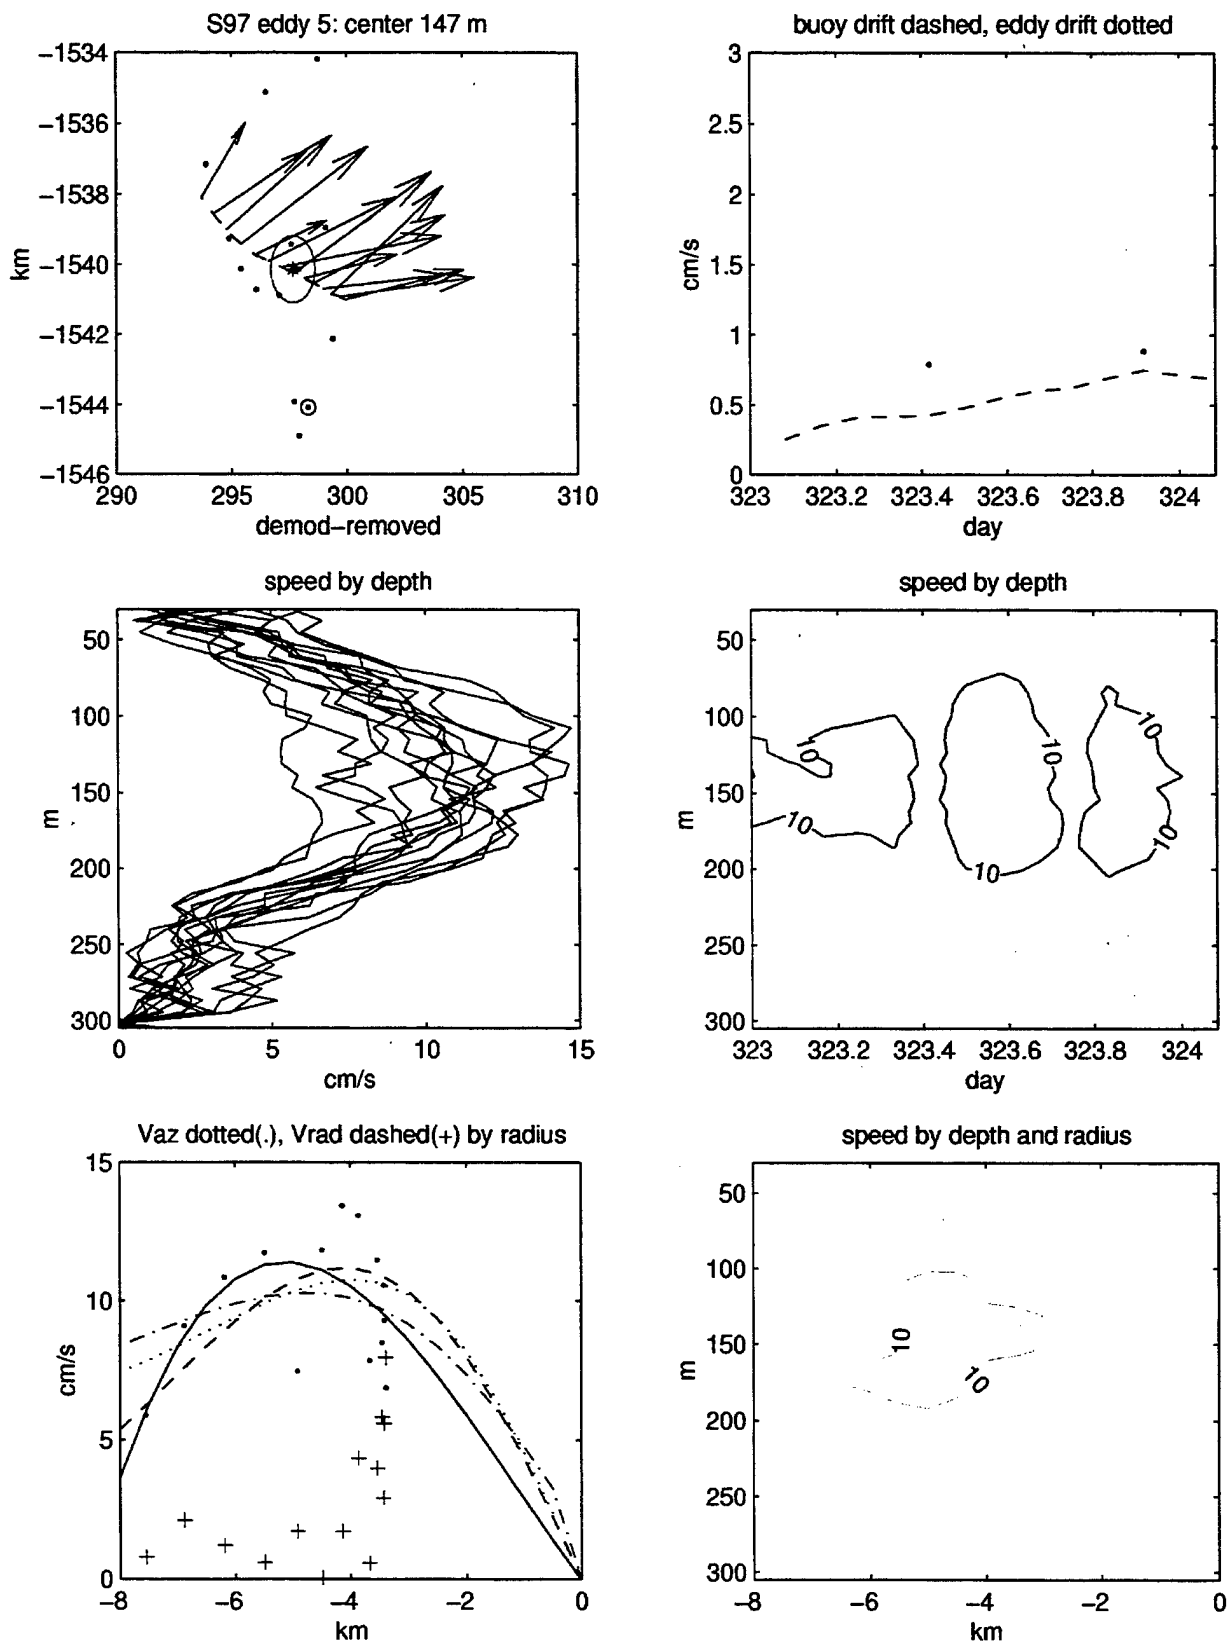 S97 eddy 5: center 147 m
−1534
−1536
−1538
−1540
−1542
−1544
−1546
km
290 295 300 305 310
demod−removed
buoy drift dashed, eddy drift dotted
3
2.5
2
1.5
1
0.5
0
cm/s
323 323.2 323.4 323.6 323.8 324
day
speed by depth
50
100
150
200
250
300
m
0 5 10 15
cm/s
speed by depth
50
100
150
200
250
300
m
10
10
10
10
10
10
323 323.2 323.4 323.6 323.8 324
day
Vaz dotted(.), Vrad dashed(+) by radius
15
10
5
0
cm/s
−8 −6 −4 −2 0
km
speed by depth and radius
50
100
150
200
250
300
m
10
10
−8 −6 −4 −2 0
km